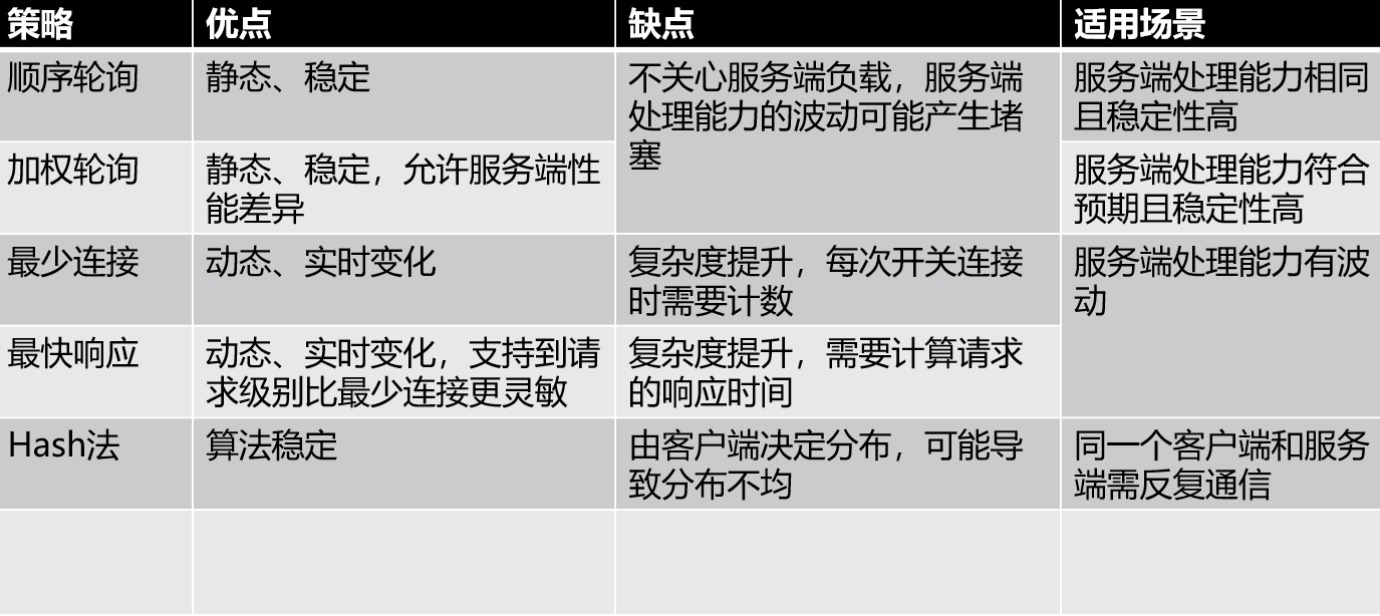 策略
优点
缺点
适用场景
顺序轮询
静态、稳定
不关心服务端负载，服务端
处理能力的波动可能产生堵
塞
服务端处理能力相同
且稳定性高
加权轮询
静态、稳定，允许服务端性
能差异
服务端处理能力符合
预期且稳定性高
最少连接
动态、实时变化
复杂度提升，每次开关连接
时需要计数
服务端处理能力有波
动
最快响应
动态、实时变化，支持到请
求级别比最少连接更灵敏
复杂度提升，需要计算请求
的响应时间
Hash法
算法稳定
由客户端决定分布，可能导
致分布不均
同一个客户端和服务
端需反复通信